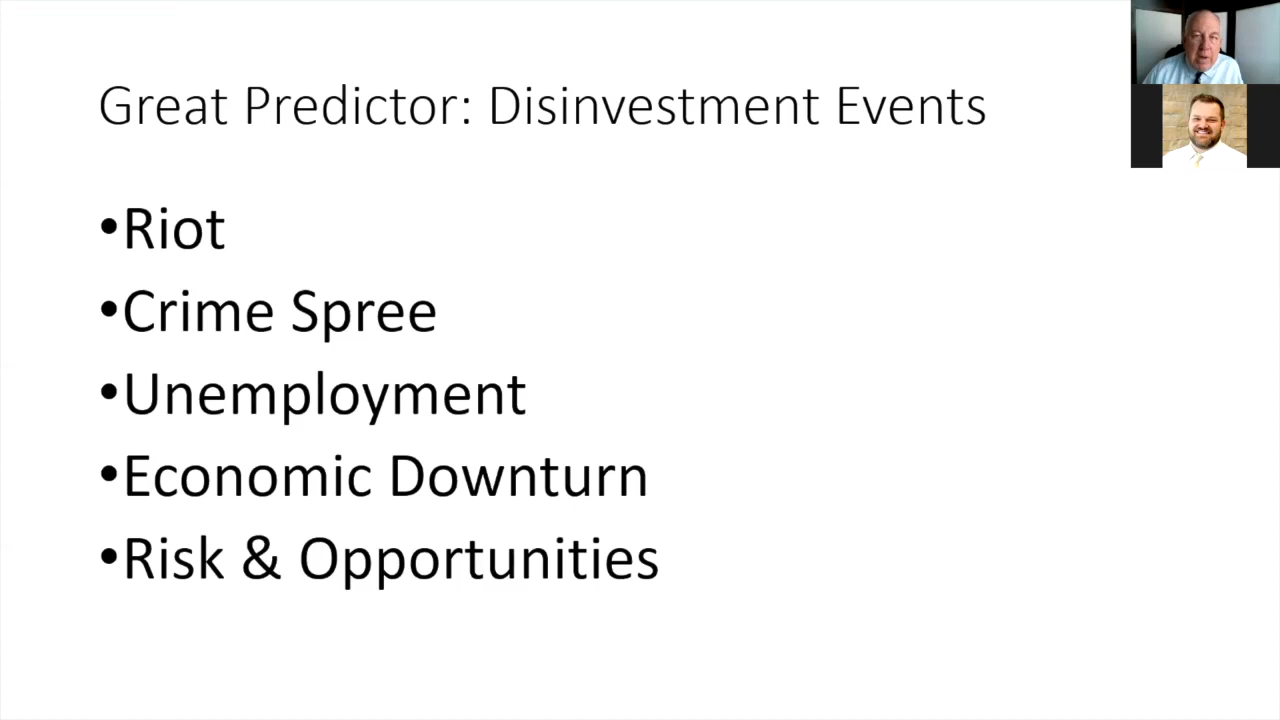 Great Predictor: Disinvestment Events
•Riot
•Crime Spree
•Unemployment
•Economic Downturn
•Risk & Opportunities